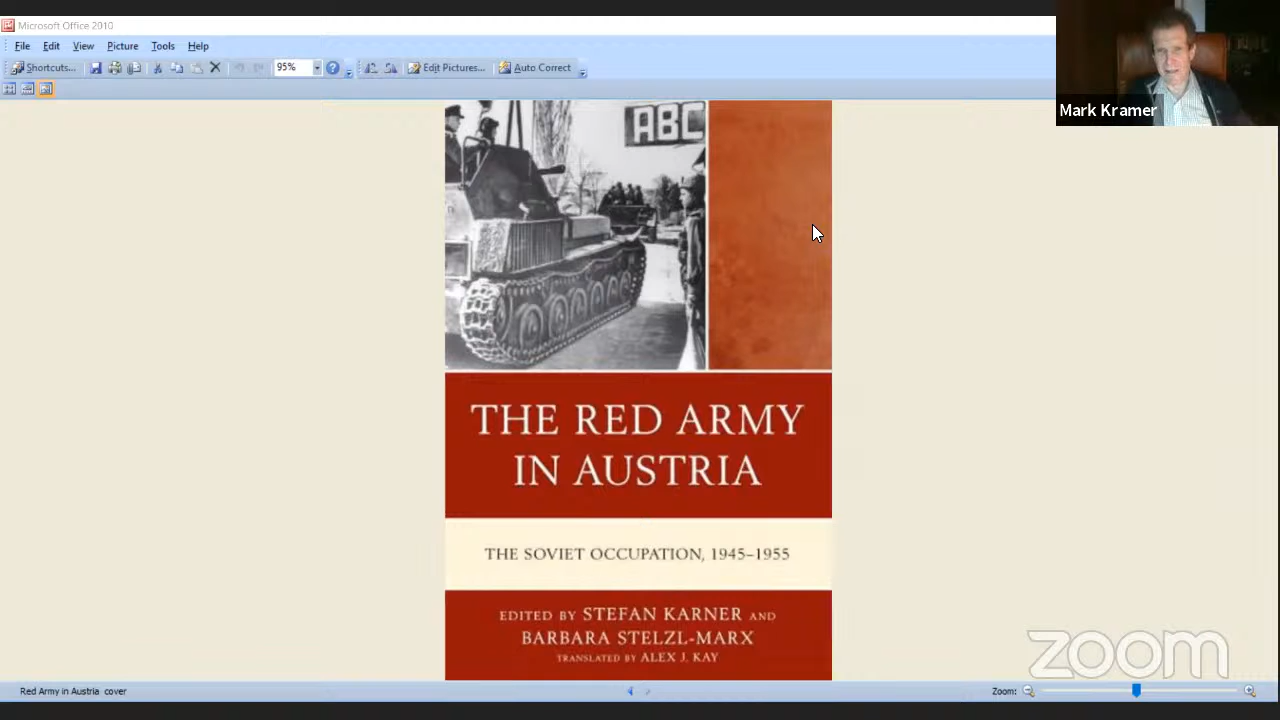 Microsoft Office 2010
File Edit View Picture Tools Help
Shortcuts... 95% Edit Pictures... Auto Correct
Mark Kramer
ABC
THE RED ARMY
IN AUSTRIA
THE SOVIET OCCUPATION, 1945–1955
EDITED BY STEFAN KARNER AND
BARBARA STELZL-MARX
TRANSLATED BY ALEX J. KAY
zoom
Red Army in Austria cover
Zoom: